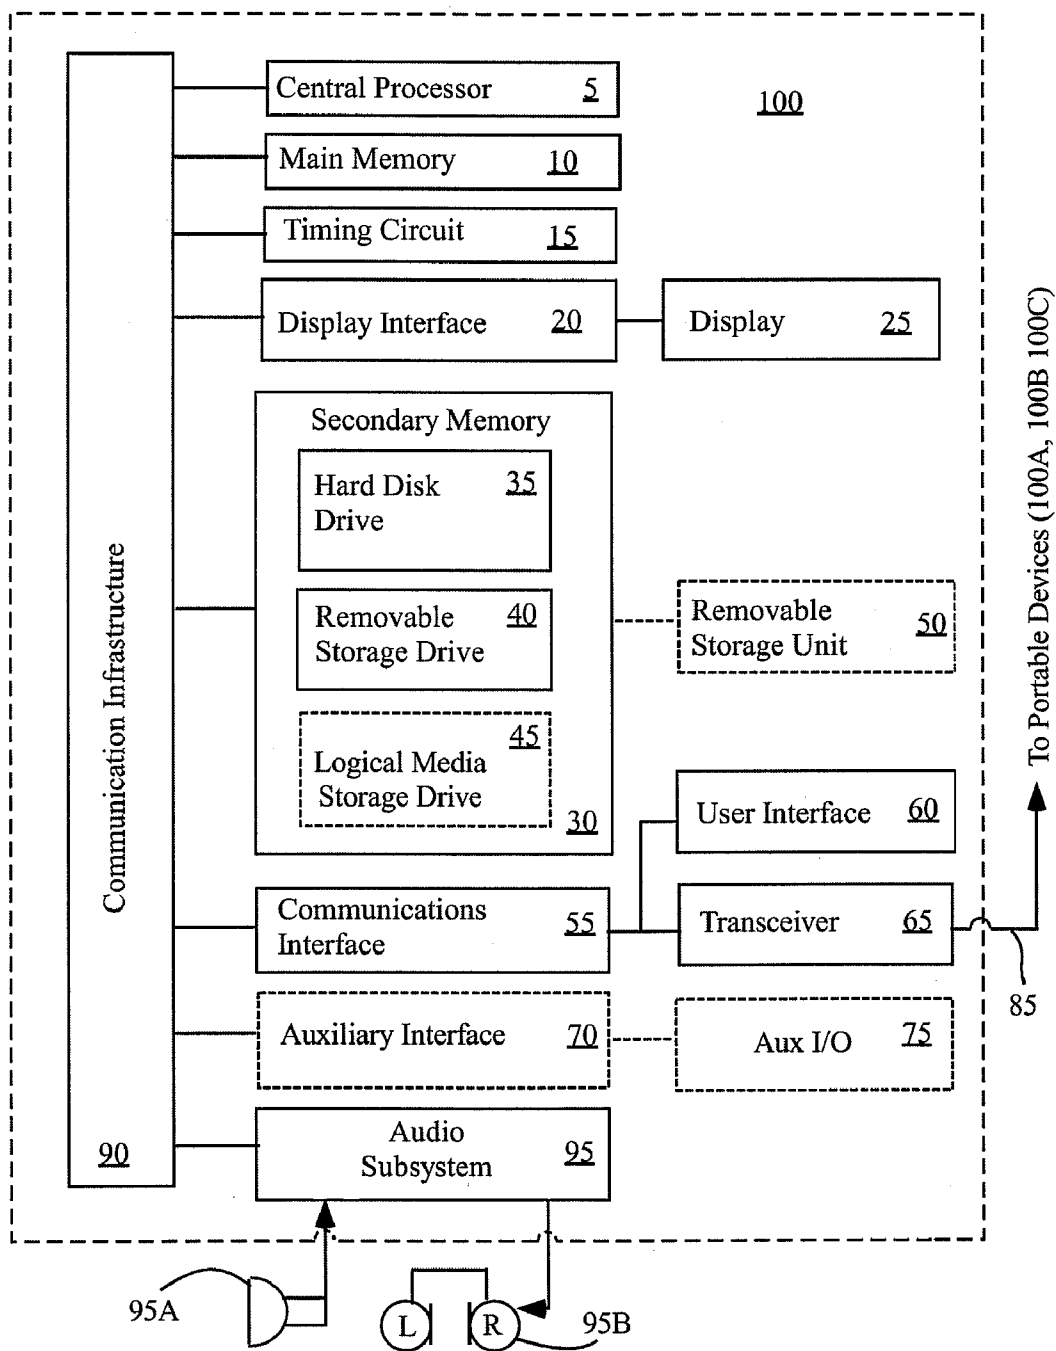 Central Processor 5
100
Main Memory 10
Timing Circuit 15
Display Interface 20
Display 25
Secondary Memory
Hard Disk 35
Drive
Removable 40
Storage Drive
45
Logical Media
Storage Drive
30
Removable
Storage Unit 50
User Interface 60
Communications
Interface 55
Transceiver 65
85
Auxiliary Interface 70
Aux I/O 75
Audio
Subsystem 95
Communication Infrastructure
90
To Portable Devices (100A, 100B 100C)
95A
L
R
95B